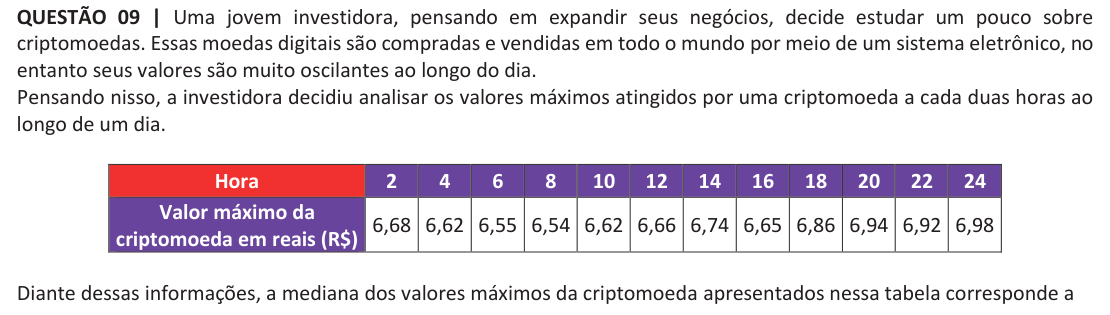 QUESTÃO 09 | Uma jovem investidora, pensando em expandir seus negócios, decide estudar um pouco sobre
criptomoedas. Essas moedas digitais são compradas e vendidas em todo o mundo por meio de um sistema eletrônico, no
entanto seus valores são muito oscilantes ao longo do dia.
Pensando nisso, a investidora decidiu analisar os valores máximos atingidos por uma criptomoeda a cada duas horas ao
longo de um dia.
Hora 2 4 6 8 10 12 14 16 18 20 22 24
Valor máximo da
criptomoeda em reais (R$) 6,68 6,62 6,55 6,54 6,62 6,66 6,74 6,65 6,86 6,94 6,92 6,98
Diante dessas informações, a mediana dos valores máximos da criptomoeda apresentados nessa tabela corresponde a